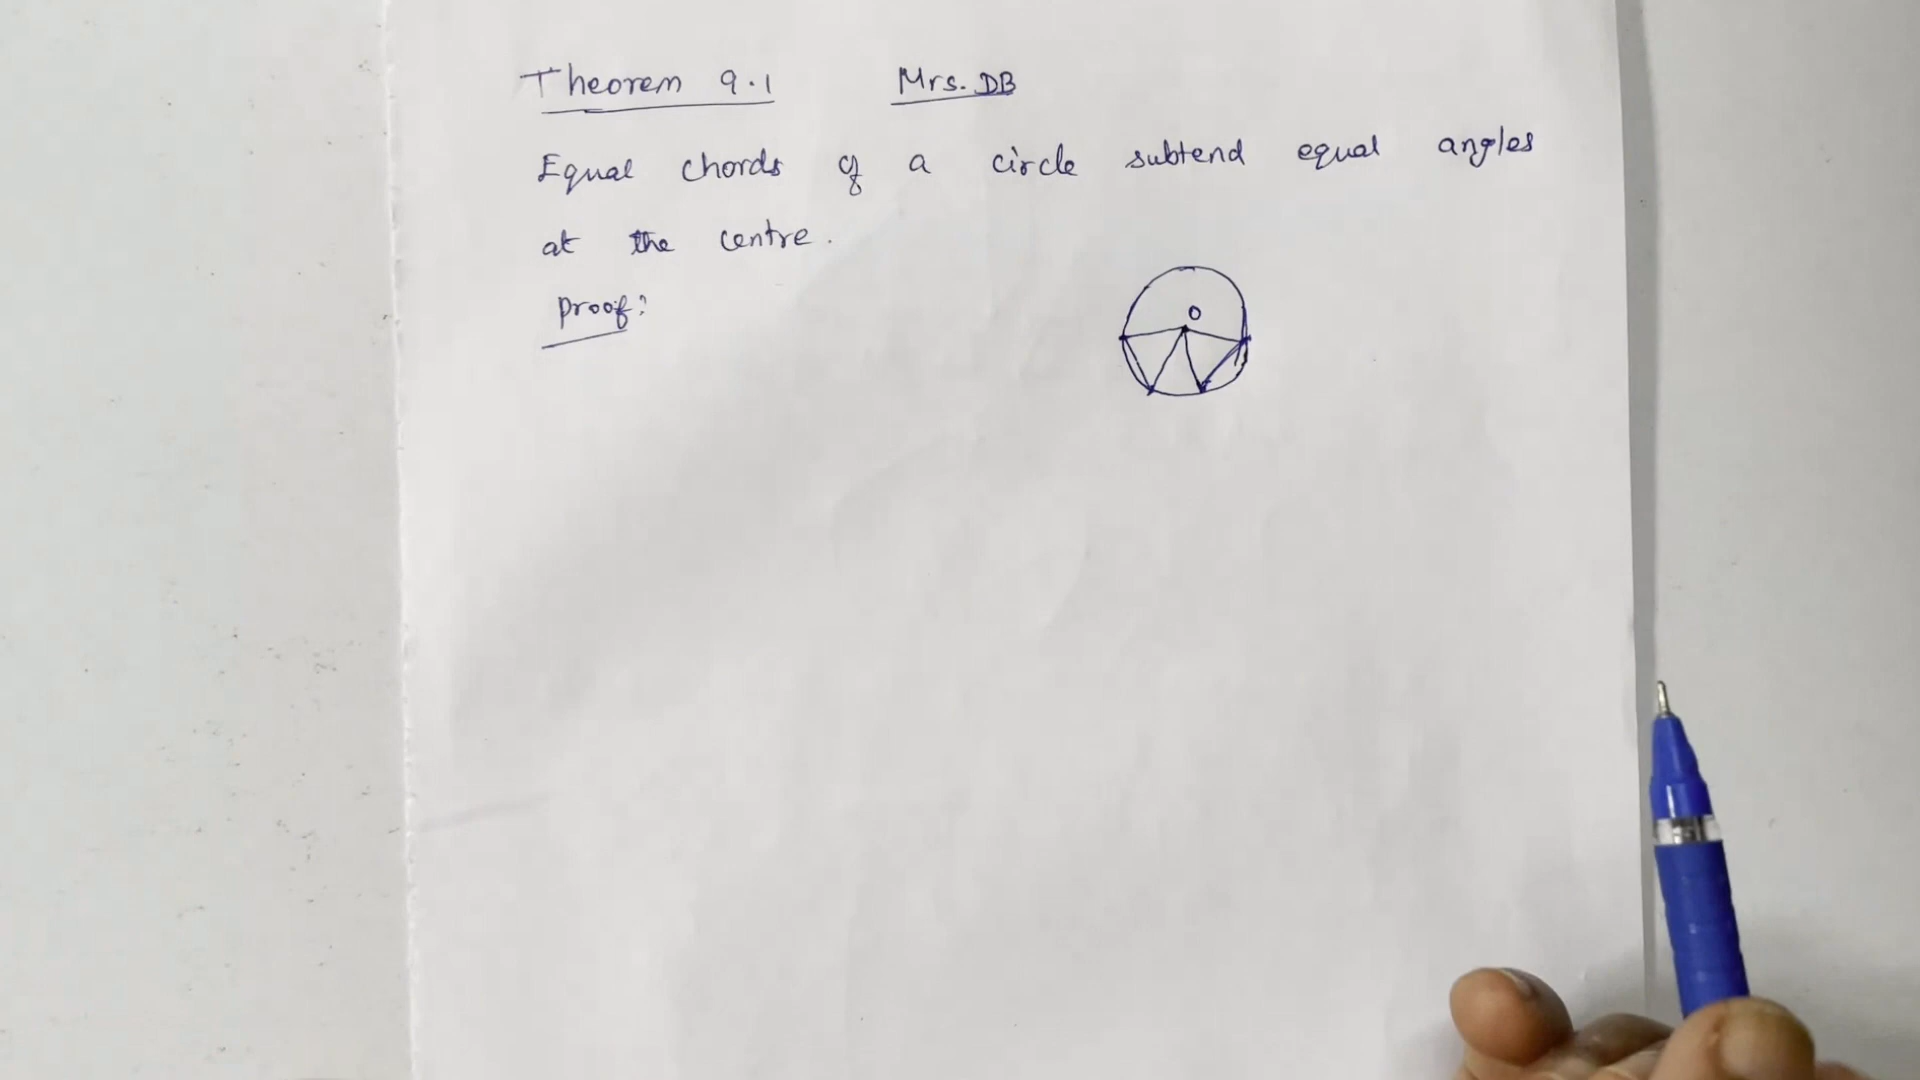 Theorem 9.1 Mrs. DB
Equal chords of a circle subtend equal angles
at the centre.
Proof:
O